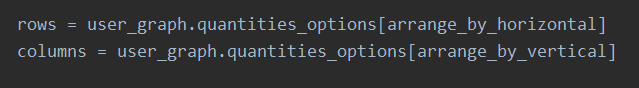 rows = user_graph.quantities_options[arrange_by_horizontal]
columns = user_graph.quantities_options[arrange_by_vertical]